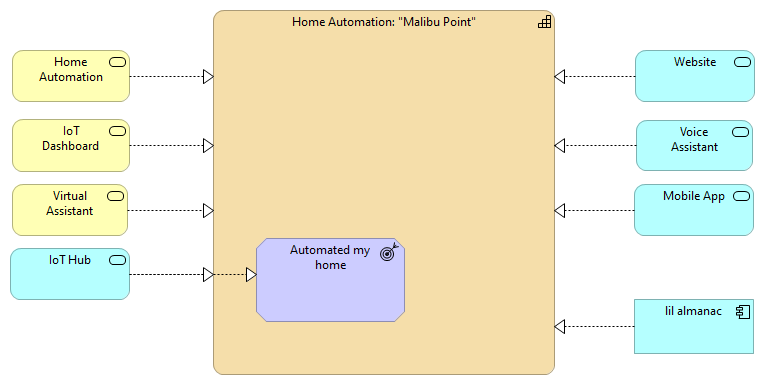 Home Automation: "Malibu Point"
Home
Automation
IoT
Dashboard
Virtual
Assistant
IoT Hub
Automated my
home
Website
Voice
Assistant
Mobile App
lil almanac